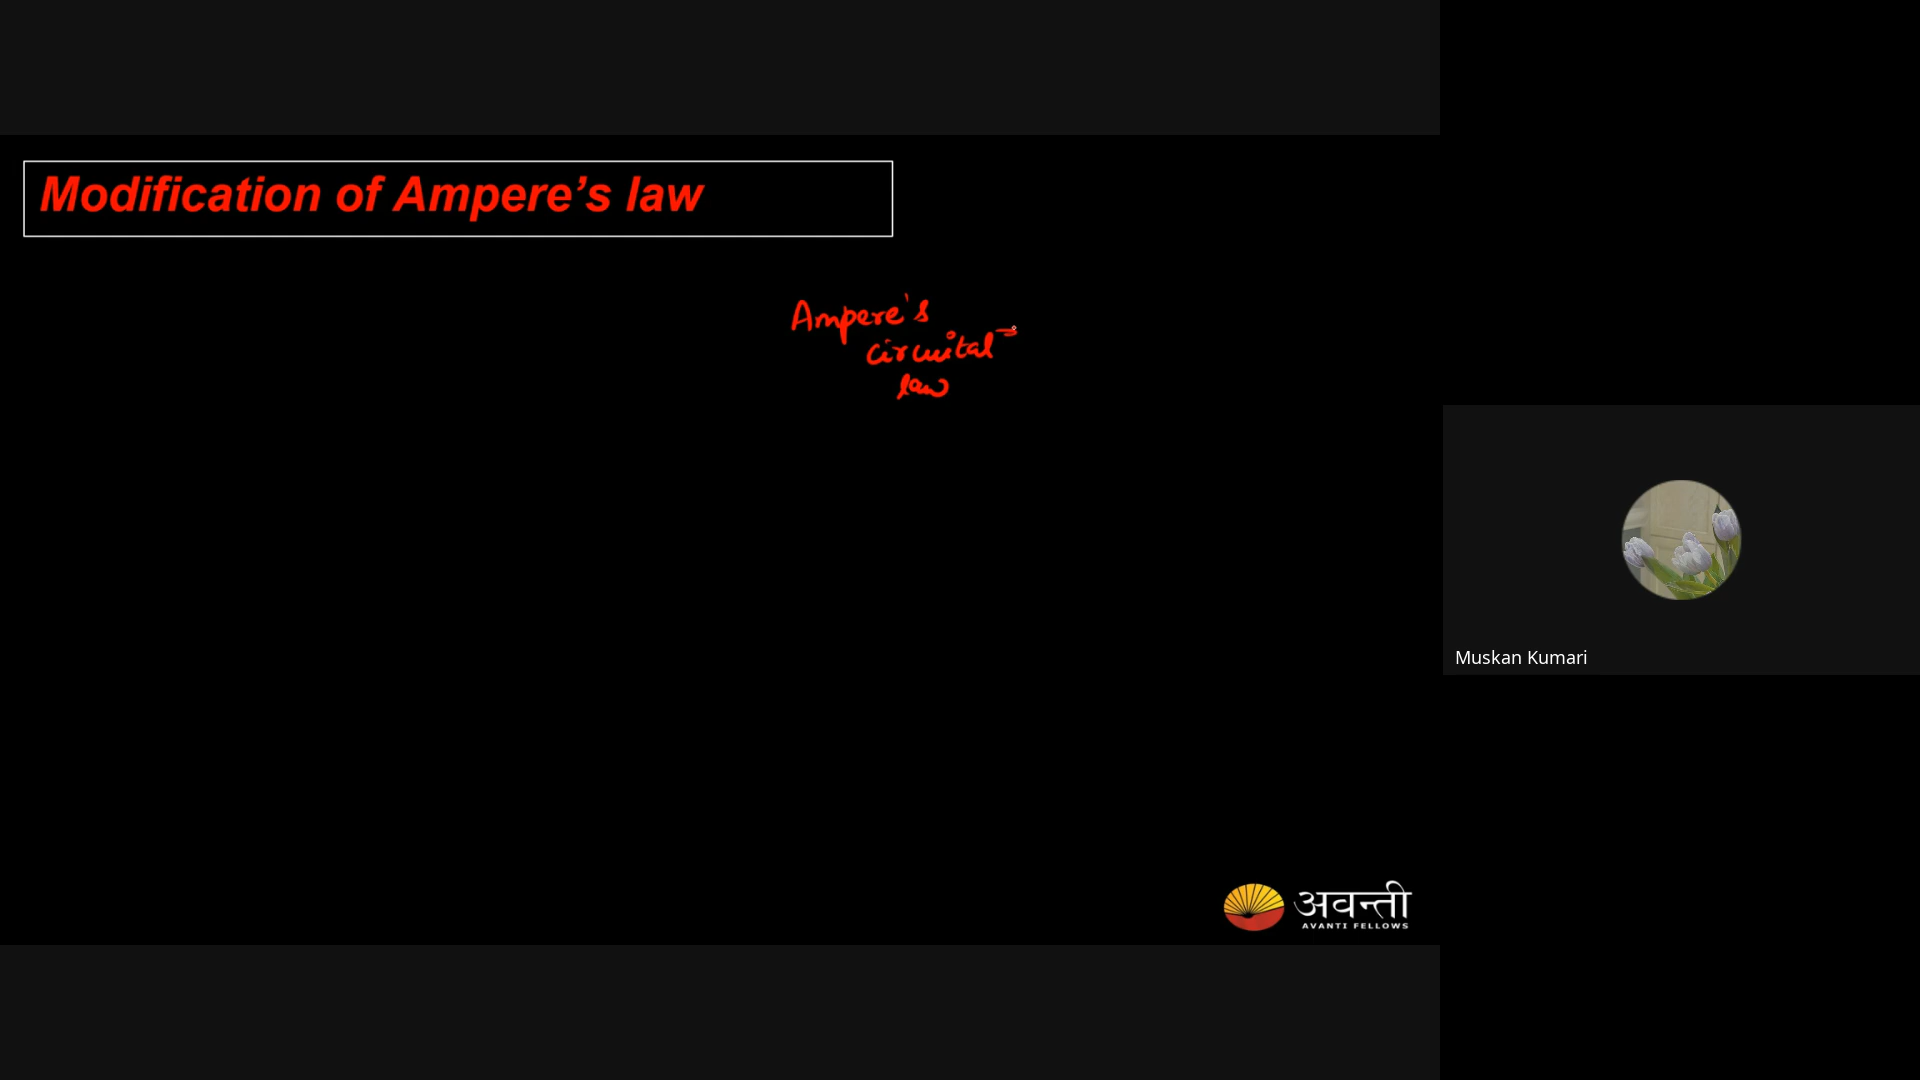 Modification of Ampere’s law
Ampere's
circuital =
law
Muskan Kumari
अवन्ती
AVANTI FELLOWS